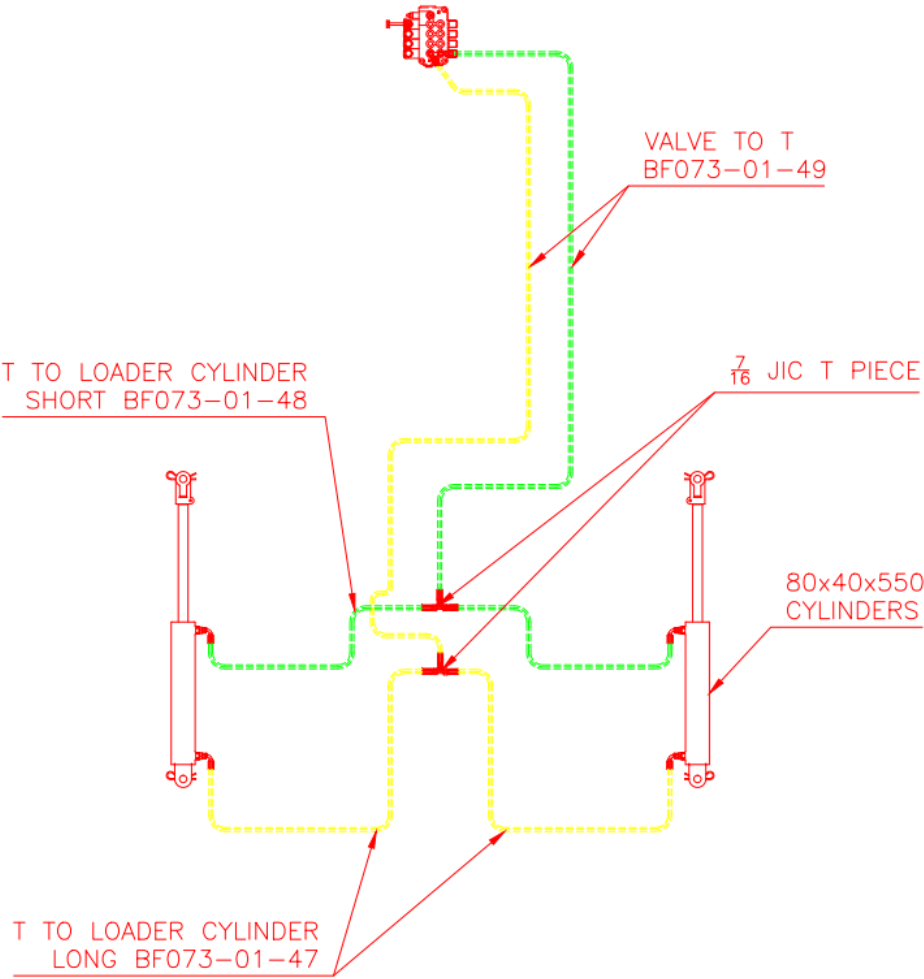 VALVE TO T
BF073-01-49
T TO LOADER CYLINDER
SHORT BF073-01-48
7/16 JIC T PIECE
80x40x550
CYLINDERS
T TO LOADER CYLINDER
LONG BF073-01-47